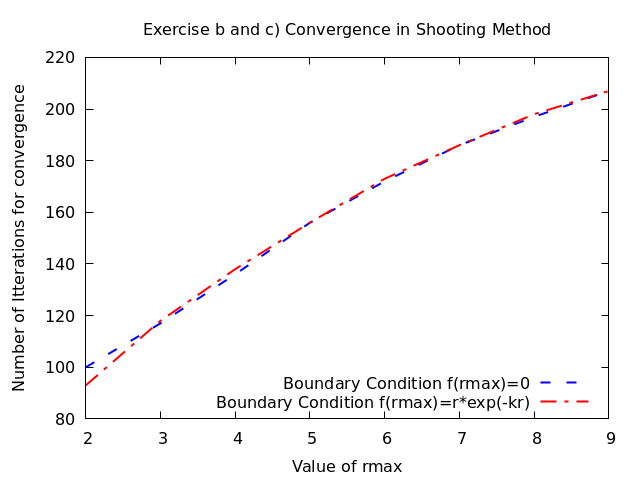 Exercise b and c) Convergence in Shooting Method
220
200
180
160
140
120
100
80
Number of Itterations for convergence
Boundary Condition f(rmax)=0
Boundary Condition f(rmax)=r*exp(-kr)
2 3 4 5 6 7 8 9
Value of rmax